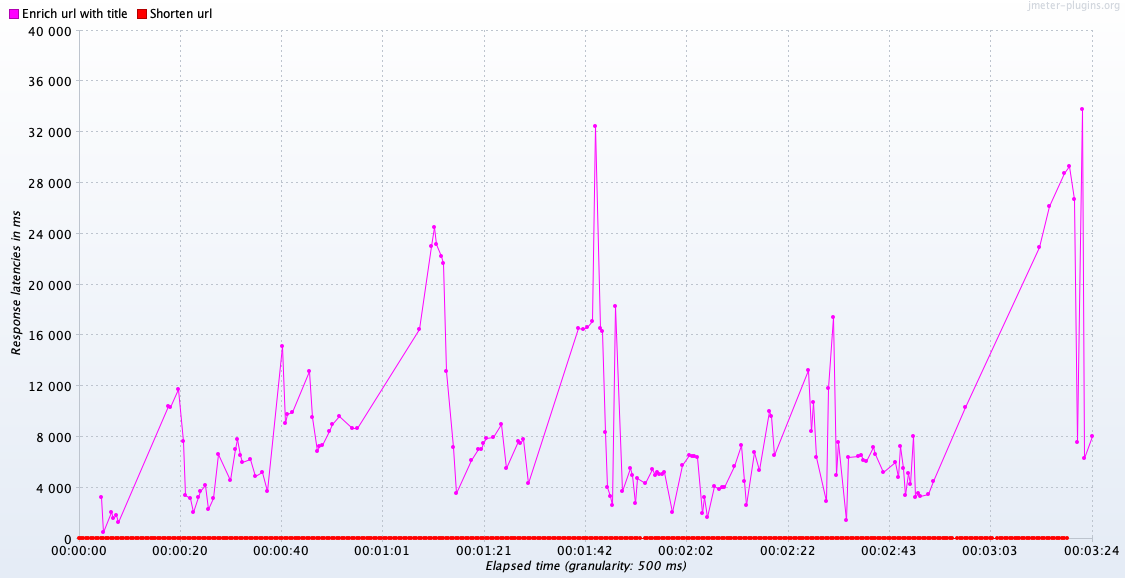 jmeter-plugins.org
Enrich url with title Shorten url
40 000
36 000
32 000
28 000
24 000
20 000
16 000
12 000
8 000
4 000
0
Response latencies in ms
00:00:00 00:00:20 00:00:40 00:01:01 00:01:21 00:01:42 00:02:02 00:02:22 00:02:43 00:03:03 00:03:24
Elapsed time (granularity: 500 ms)